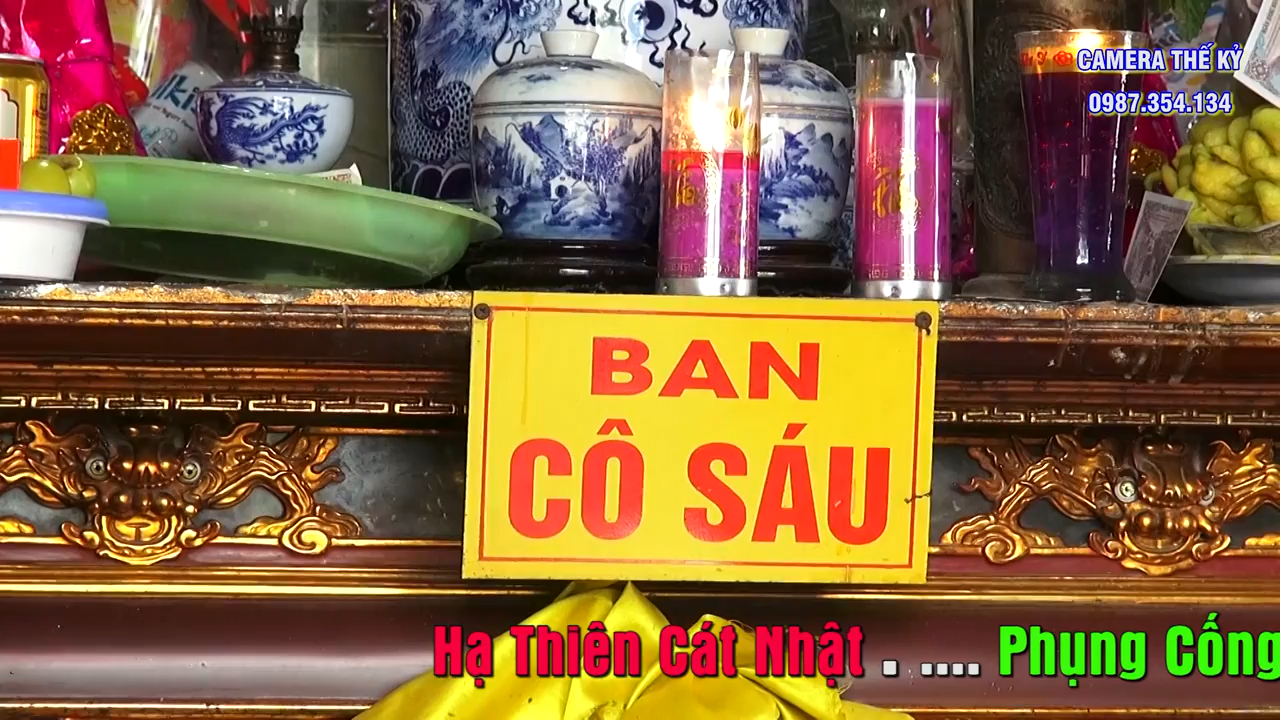 CAMERA THẾ KỶ
0987.354.134
BAN
CÔ SÁU
Hạ Thiên Cát Nhật . .... Phụng Cống